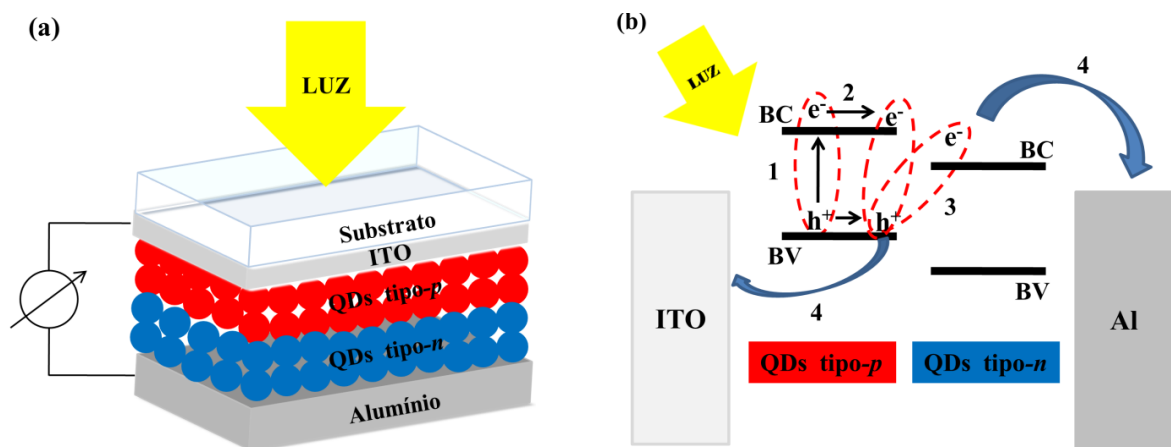 (a)
LUZ
Substrato
ITO
QDs tipo-p
QDs tipo-n
Alumínio
(b)
LUZ
4
2
BC e- e-
e-
BC
1
3
h+ h+
BV
BV
4
ITO
Al
QDs tipo-p
QDs tipo-n